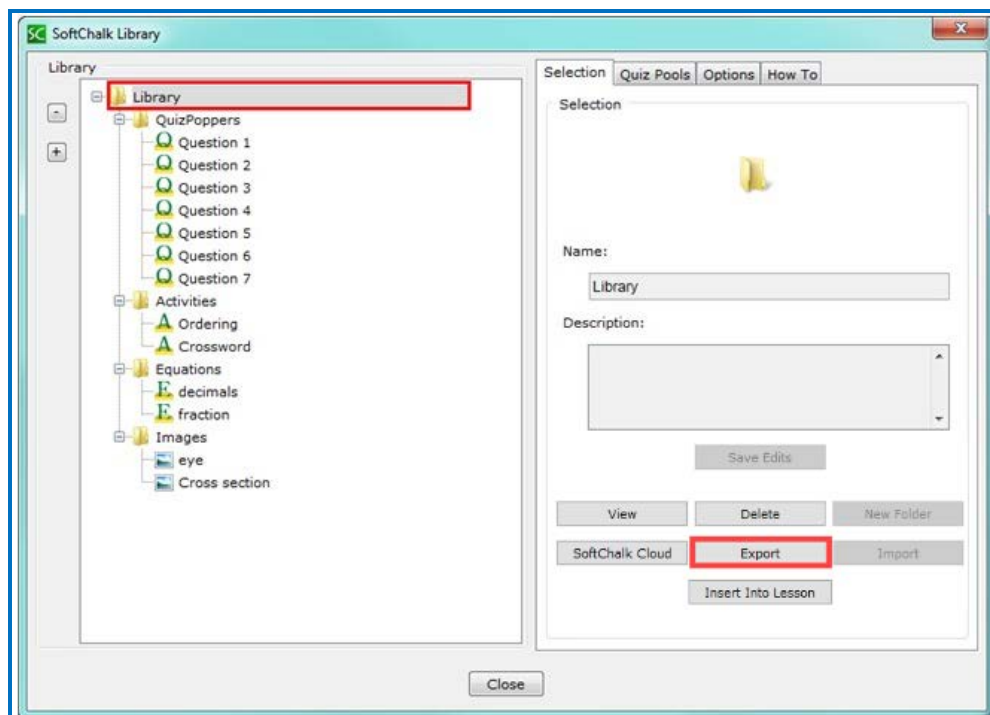 SC SoftChalk Library
Library
Library
QuizPoppers
Q Question 1
Q Question 2
Q Question 3
Q Question 4
Q Question 5
Q Question 6
Q Question 7
Activities
A Ordering
A Crossword
Equations
E decimals
E fraction
Images
eye
Cross section
Selection Quiz Pools Options How To
Selection
Name:
Library
Description:
Save Edits
View Delete New Folder
SoftChalk Cloud Export Import
Insert Into Lesson
Close